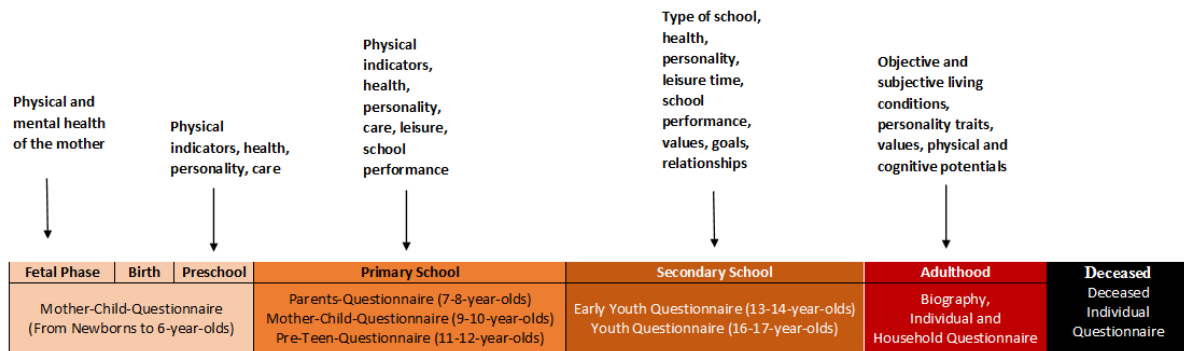 Physical and
mental health
of the mother
Physical
indicators, health,
personality, care
Physical
indicators,
health,
personality,
care, leisure,
school
performance
Type of school,
health,
personality,
leisure time,
school
performance,
values, goals,
relationships
Objective and
subjective living
conditions,
personality traits,
values, physical and
cognitive potentials
Fetal Phase
Birth
Preschool
Primary School
Secondary School
Adulthood
Deceased
Mother-Child-Questionnaire
(From Newborns to 6-year-olds)
Parents-Questionnaire (7-8-year-olds)
Mother-Child-Questionnaire (9-10-year-olds)
Pre-Teen-Questionnaire (11-12-year-olds)
Early Youth Questionnaire (13-14-year-olds)
Youth Questionnaire (16-17-year-olds)
Biography,
Individual and
Household Questionnaire
Deceased
Individual
Questionnaire